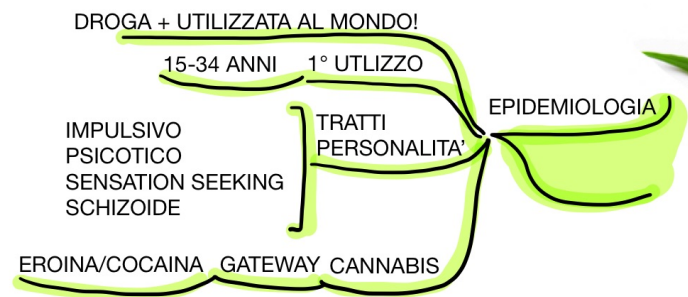 DROGA + UTILIZZATA AL MONDO!
15-34 ANNI 1° UTLIZZO
EPIDEMIOLOGIA
TRATTI
PERSONALITA'
IMPULSIVO
PSICOTICO
SENSATION SEEKING
SCHIZOIDE
EROINA/COCAINA GATEWAY CANNABIS